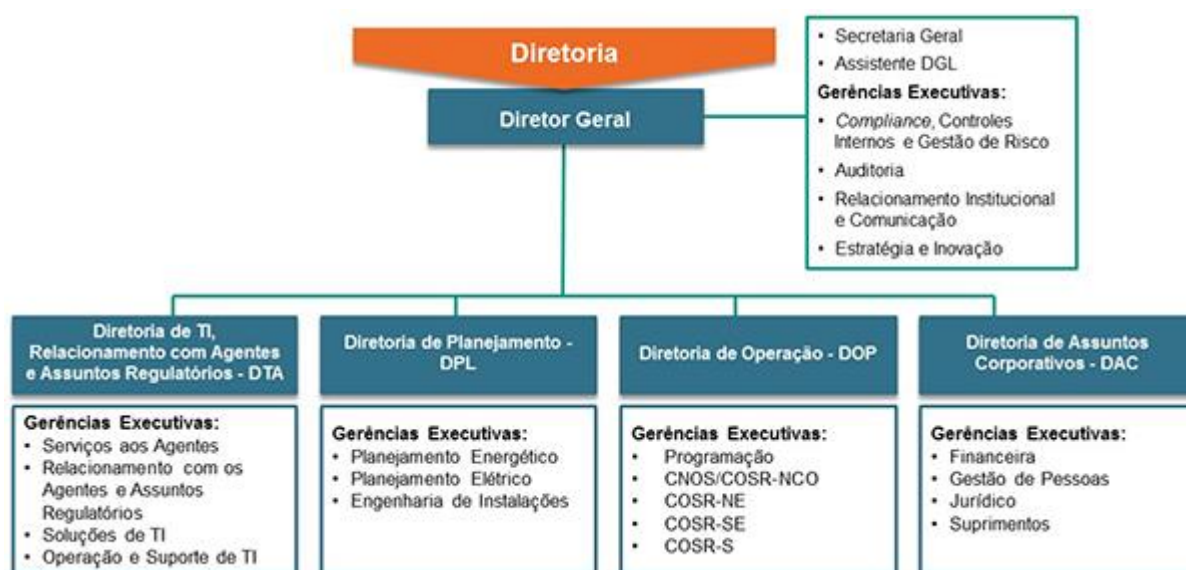 Diretoria
Diretor Geral
• Secretaria Geral
• Assistente DGL
Gerências Executivas:
• Compliance, Controles
Internos e Gestão de Risco
• Auditoria
• Relacionamento Institucional
e Comunicação
• Estratégia e Inovação
Diretoria de TI,
Relacionamento com Agentes
e Assuntos Regulatórios - DTA
Gerências Executivas:
• Serviços aos Agentes
• Relacionamento com os
Agentes e Assuntos
Regulatórios
• Soluções de TI
• Operação e Suporte de TI
Diretoria de Planejamento -
DPL
Gerências Executivas:
• Planejamento Energético
• Planejamento Elétrico
• Engenharia de Instalações
Diretoria de Operação - DOP
Gerências Executivas:
• Programação
• CNOS/COSR-NCO
• COSR-NE
• COSR-SE
• COSR-S
Diretoria de Assuntos
Corporativos - DAC
Gerências Executivas:
• Financeira
• Gestão de Pessoas
• Jurídico
• Suprimentos